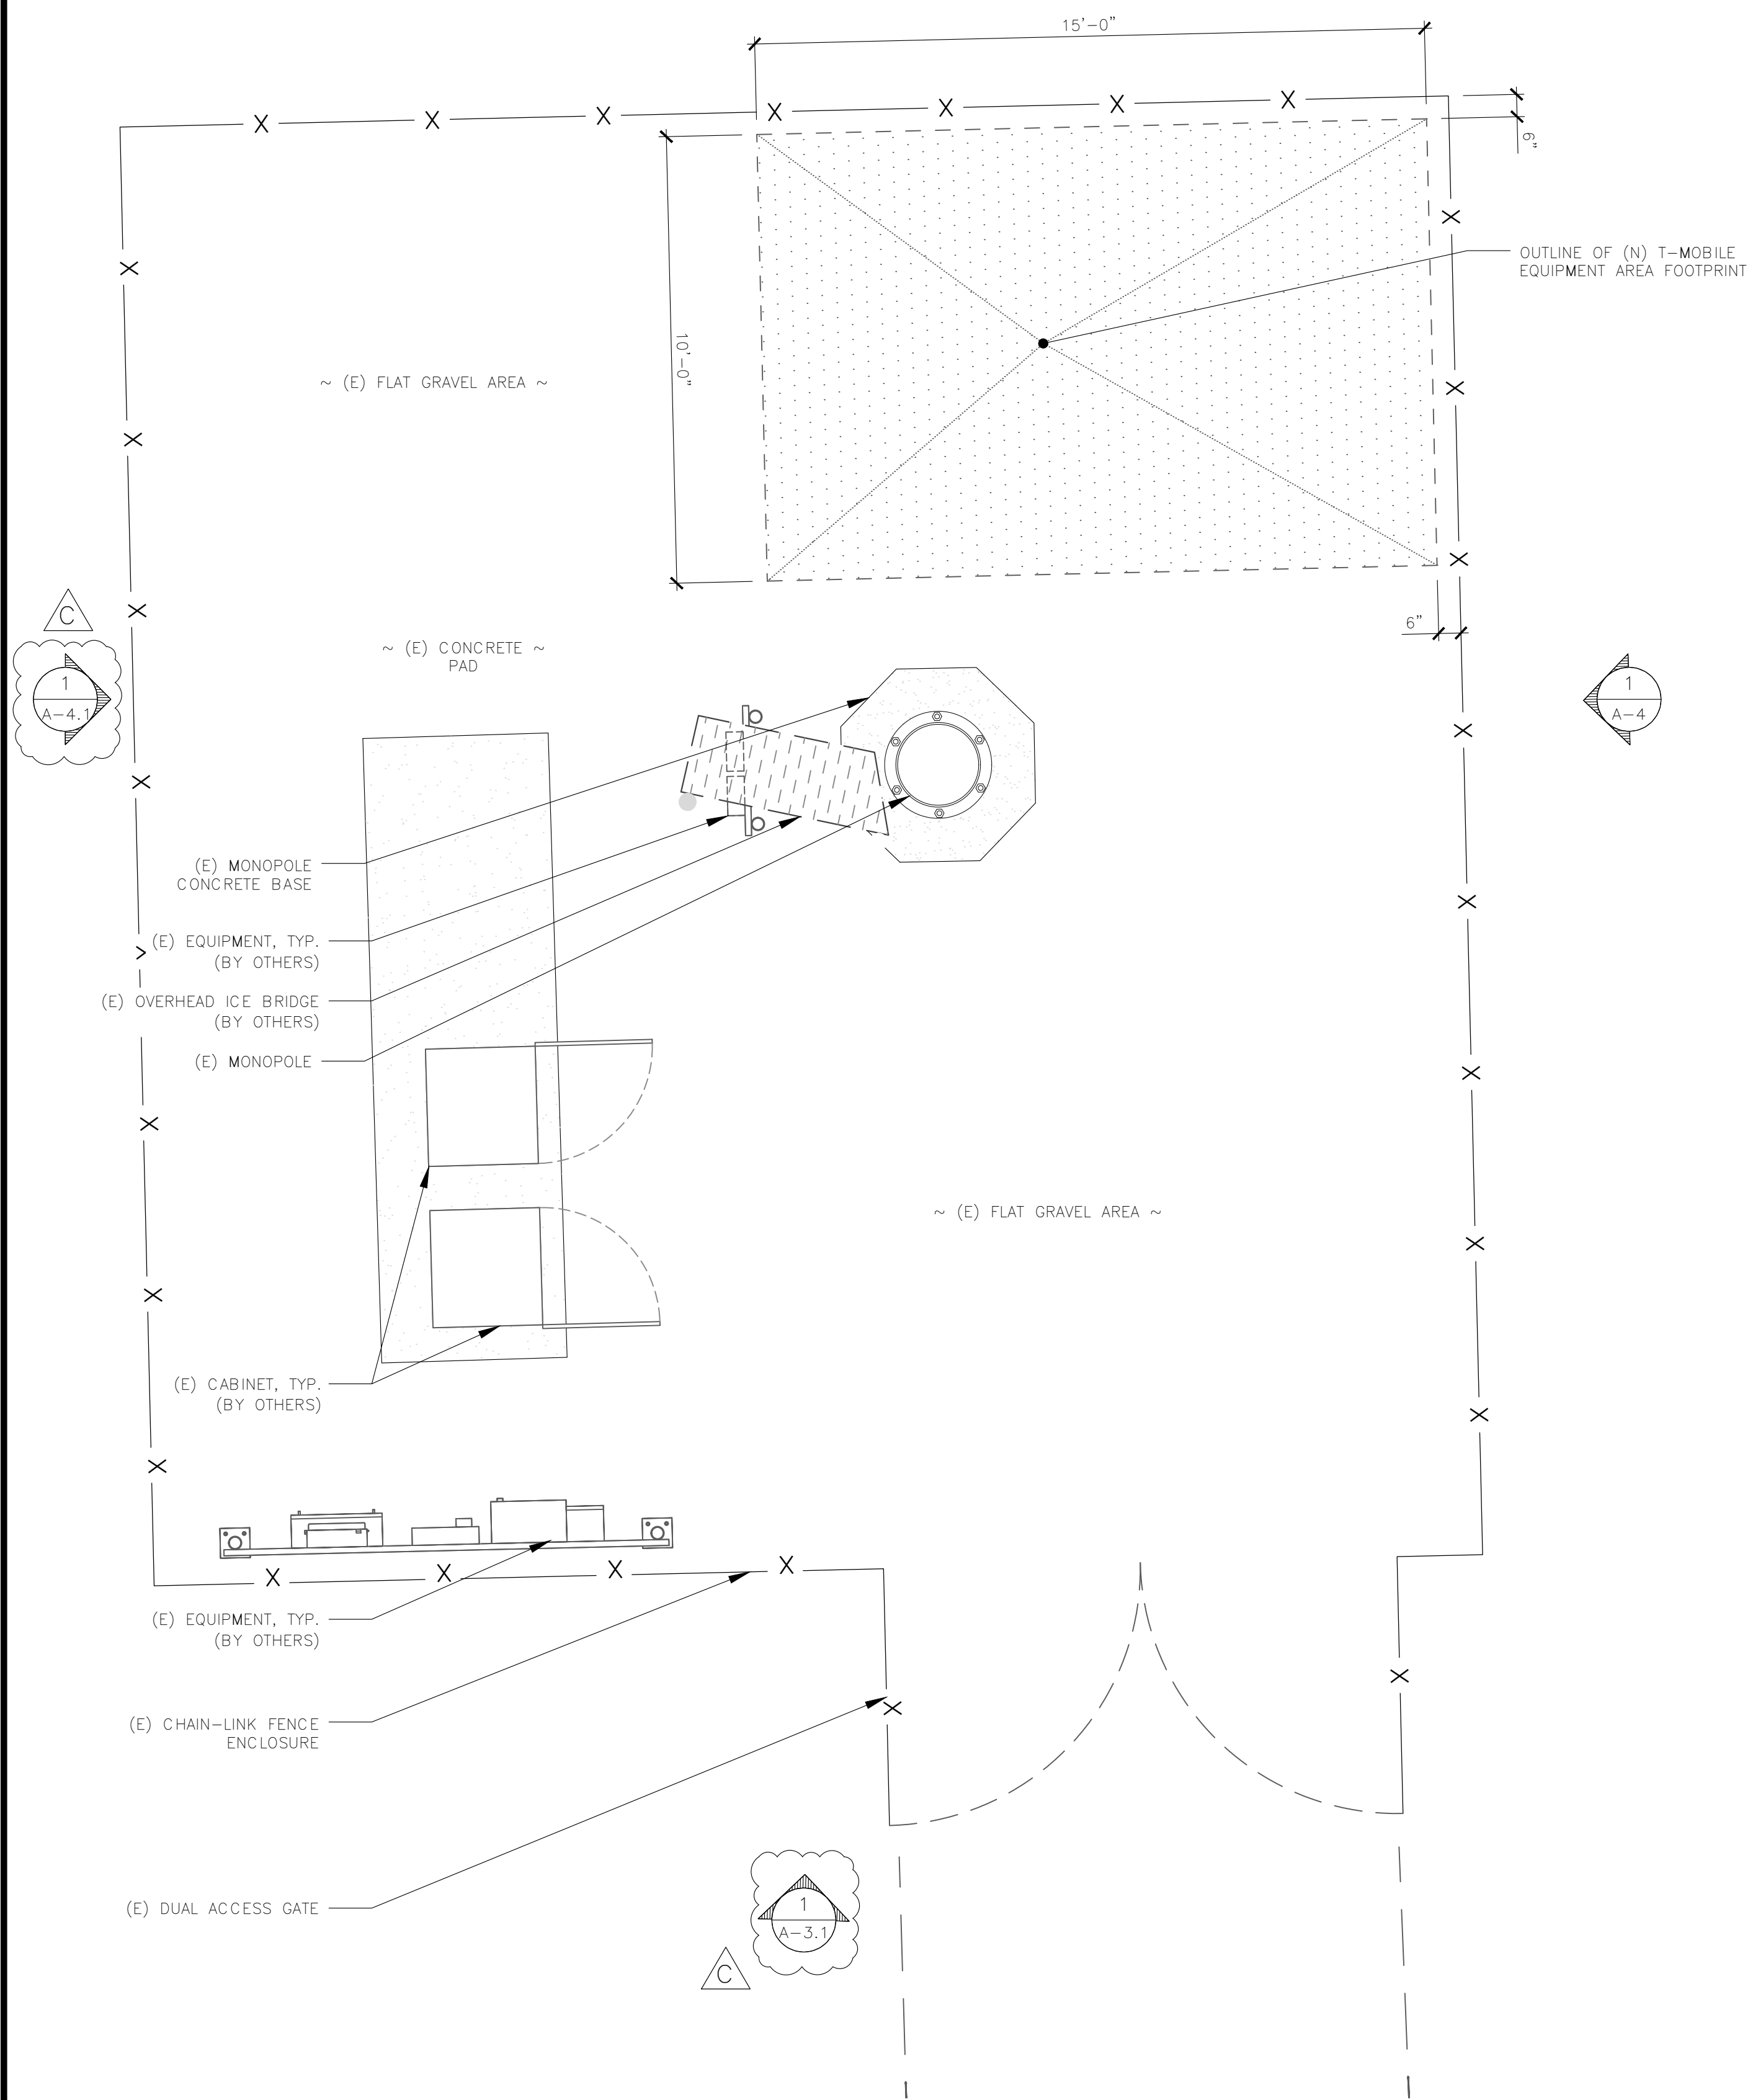 15'-0"
6"
OUTLINE OF (N) T-MOBILE
EQUIPMENT AREA FOOTPRINT
10'-0"
~ (E) FLAT GRAVEL AREA ~
6"
C
1
A-4.1
~ (E) CONCRETE ~
PAD
1
A-4
(E) MONOPOLE
CONCRETE BASE
(E) EQUIPMENT, TYP.
(BY OTHERS)
(E) OVERHEAD ICE BRIDGE
(BY OTHERS)
(E) MONOPOLE
~ (E) FLAT GRAVEL AREA ~
(E) CABINET, TYP.
(BY OTHERS)
(E) EQUIPMENT, TYP.
(BY OTHERS)
(E) CHAIN-LINK FENCE
ENCLOSURE
(E) DUAL ACCESS GATE
1
A-3.1
C